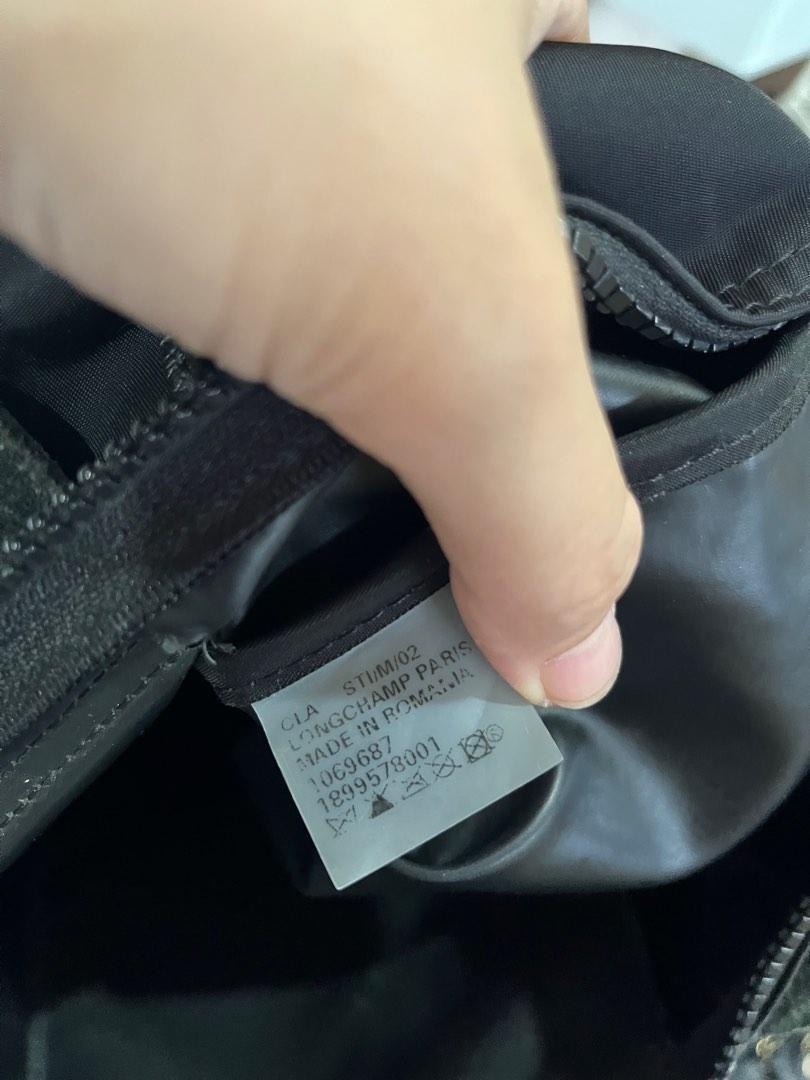 CLA STI/M/02
LONGCHAMP PARIS
MADE IN ROMANIA
1069687
1899578001